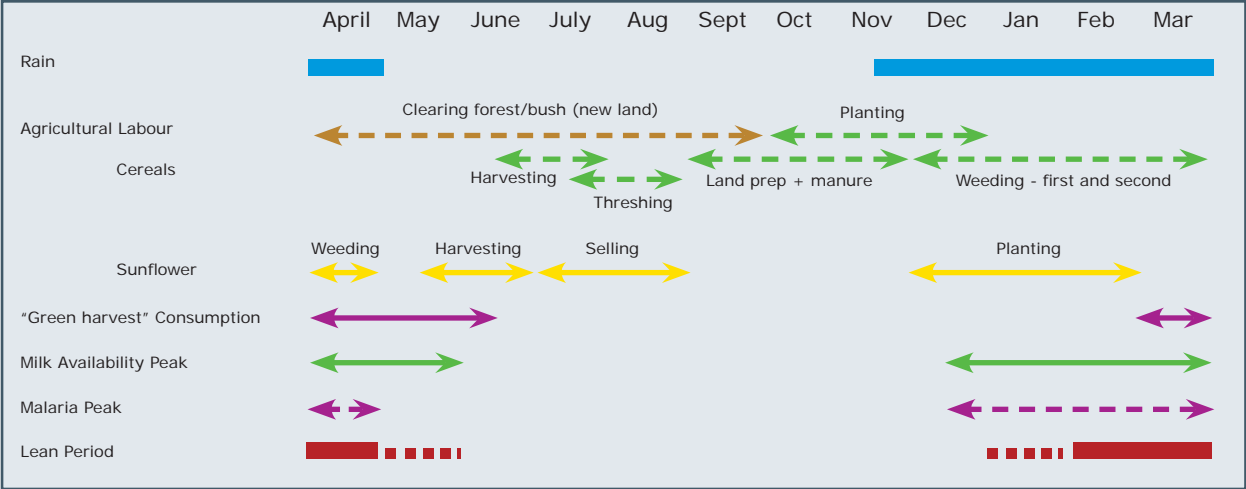 April May June July Aug Sept Oct Nov Dec Jan Feb Mar
Rain
Clearing forest/bush (new land) Planting
Agricultural Labour
Cereals
Harvesting Land prep + manure Weeding - first and second
Threshing
Weeding Harvesting Selling Planting
Sunflower
“Green harvest” Consumption
Milk Availability Peak
Malaria Peak
Lean Period